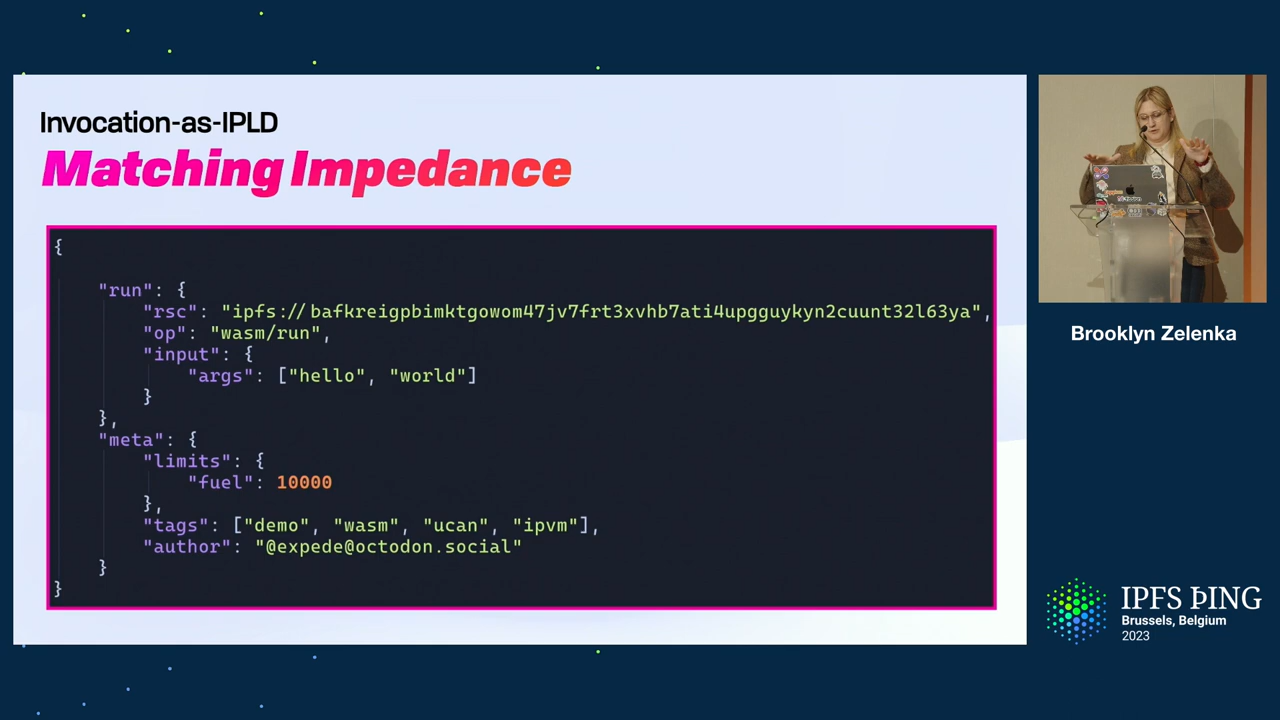 Invocation-as-IPLD
Matching Impedance
{
"run": {
"rsc": "ipfs://bafkreigpbimktgowom47jv7frt3xvhb7ati4upgguykyn2cuunt32l63ya",
"op": "wasm/run",
"input": {
"args": ["hello", "world"]
}
},
"meta": {
"limits": {
"fuel": 10000
},
"tags": ["demo", "wasm", "ucan", "ipvm"],
"author": "@expede@octodon.social"
}
}
Brooklyn Zelenka
IPFS ÞING
Brussels, Belgium
2023